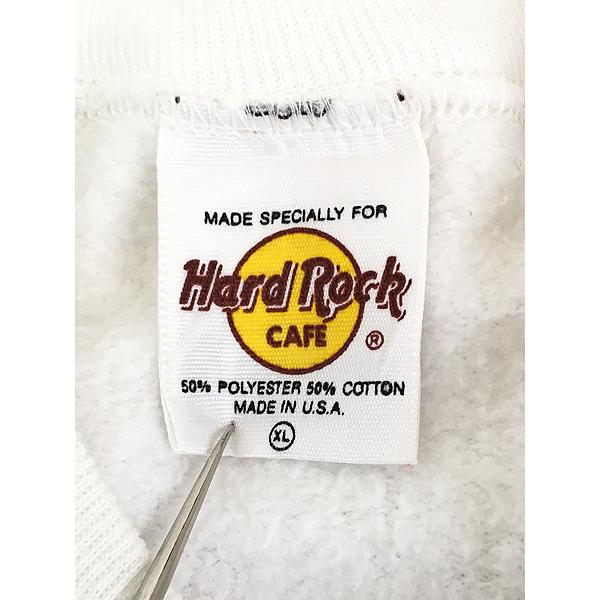 MADE SPECIALLY FOR
Hard Rock
CAFE
®
50% POLYESTER 50% COTTON
MADE IN U.S.A.
XL